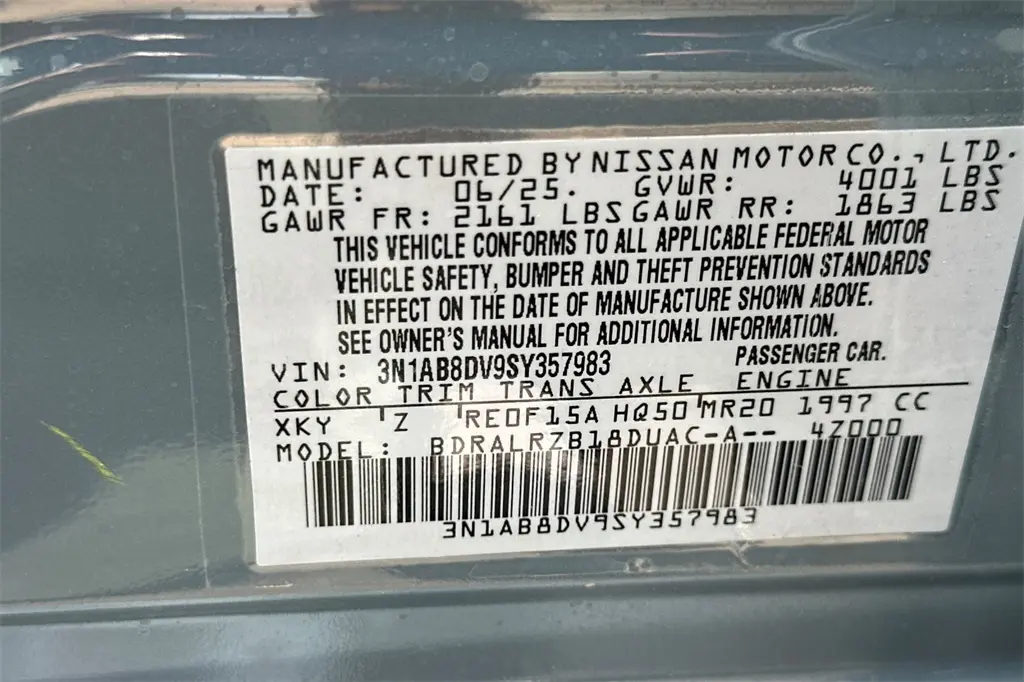 MANUFACTURED BY NISSAN MOTOR CO., LTD.
DATE: 06/25. GVWR: 4001 LBS
GAWR FR: 2161 LBS GAWR RR: 1863 LBS
THIS VEHICLE CONFORMS TO ALL APPLICABLE FEDERAL MOTOR
VEHICLE SAFETY, BUMPER AND THEFT PREVENTION STANDARDS
IN EFFECT ON THE DATE OF MANUFACTURE SHOWN ABOVE.
SEE OWNER'S MANUAL FOR ADDITIONAL INFORMATION.
VIN: 3N1AB8DV9SY357983 PASSENGER CAR.
COLOR TRIM TRANS AXLE ENGINE
XKY Z RE0F15A HQ50 MR20 1997 CC
MODEL: BDRALRZB18DUAC-A-- 4Z000
3N1AB8DV9SY357983